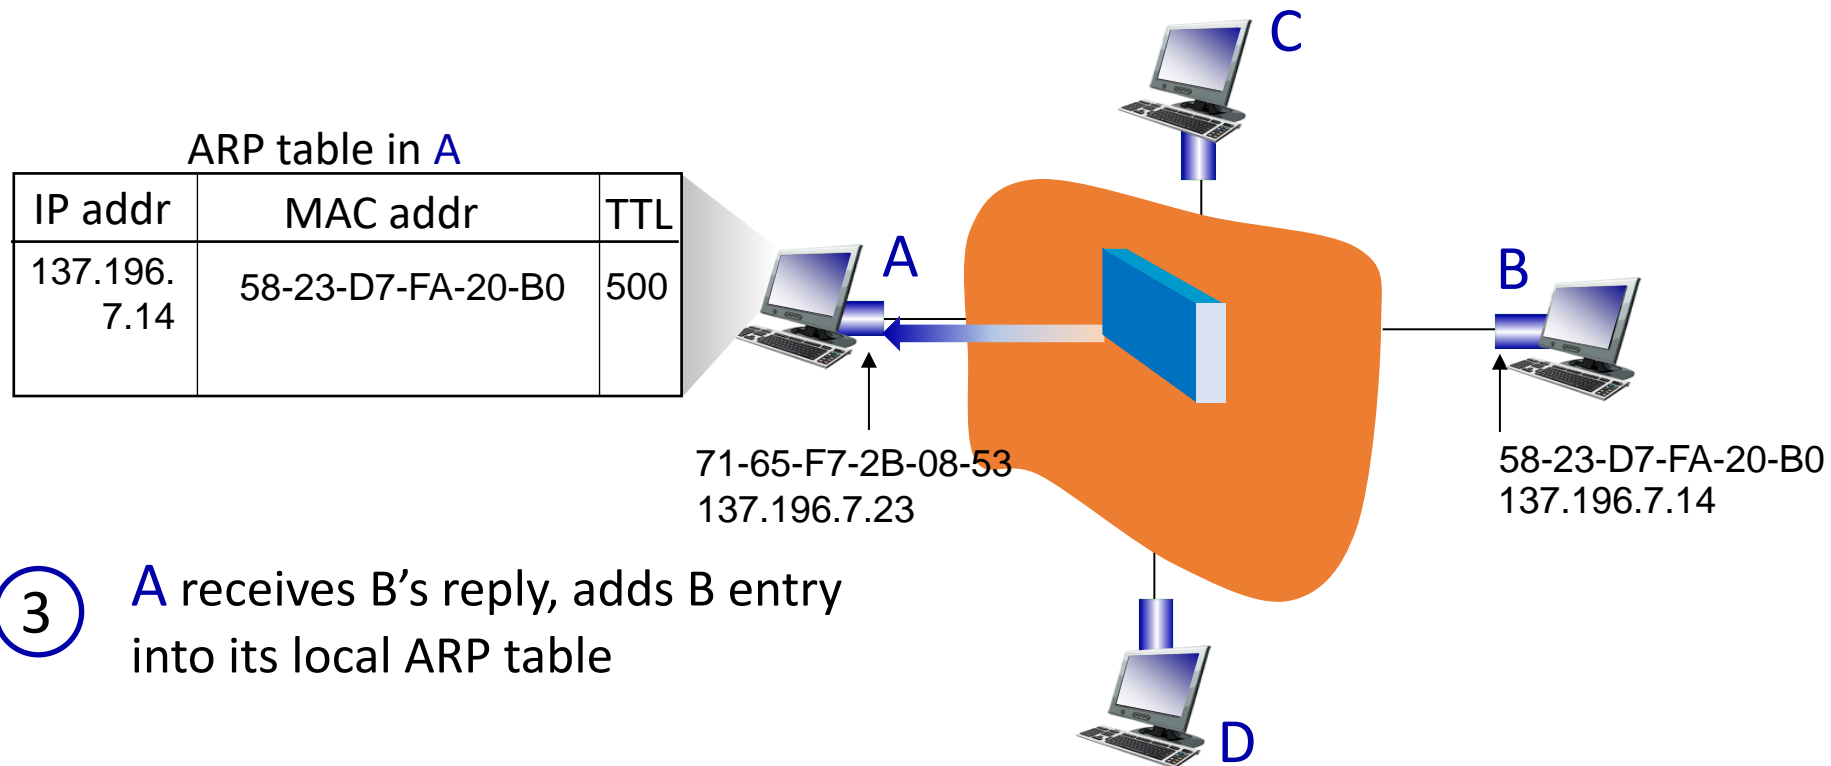 C
ARP table in A
IP addr MAC addr TTL
137.196. 58-23-D7-FA-20-B0 500
7.14
A
B
71-65-F7-2B-08-53
137.196.7.23
58-23-D7-FA-20-B0
137.196.7.14
3 A receives B’s reply, adds B entry
into its local ARP table
D